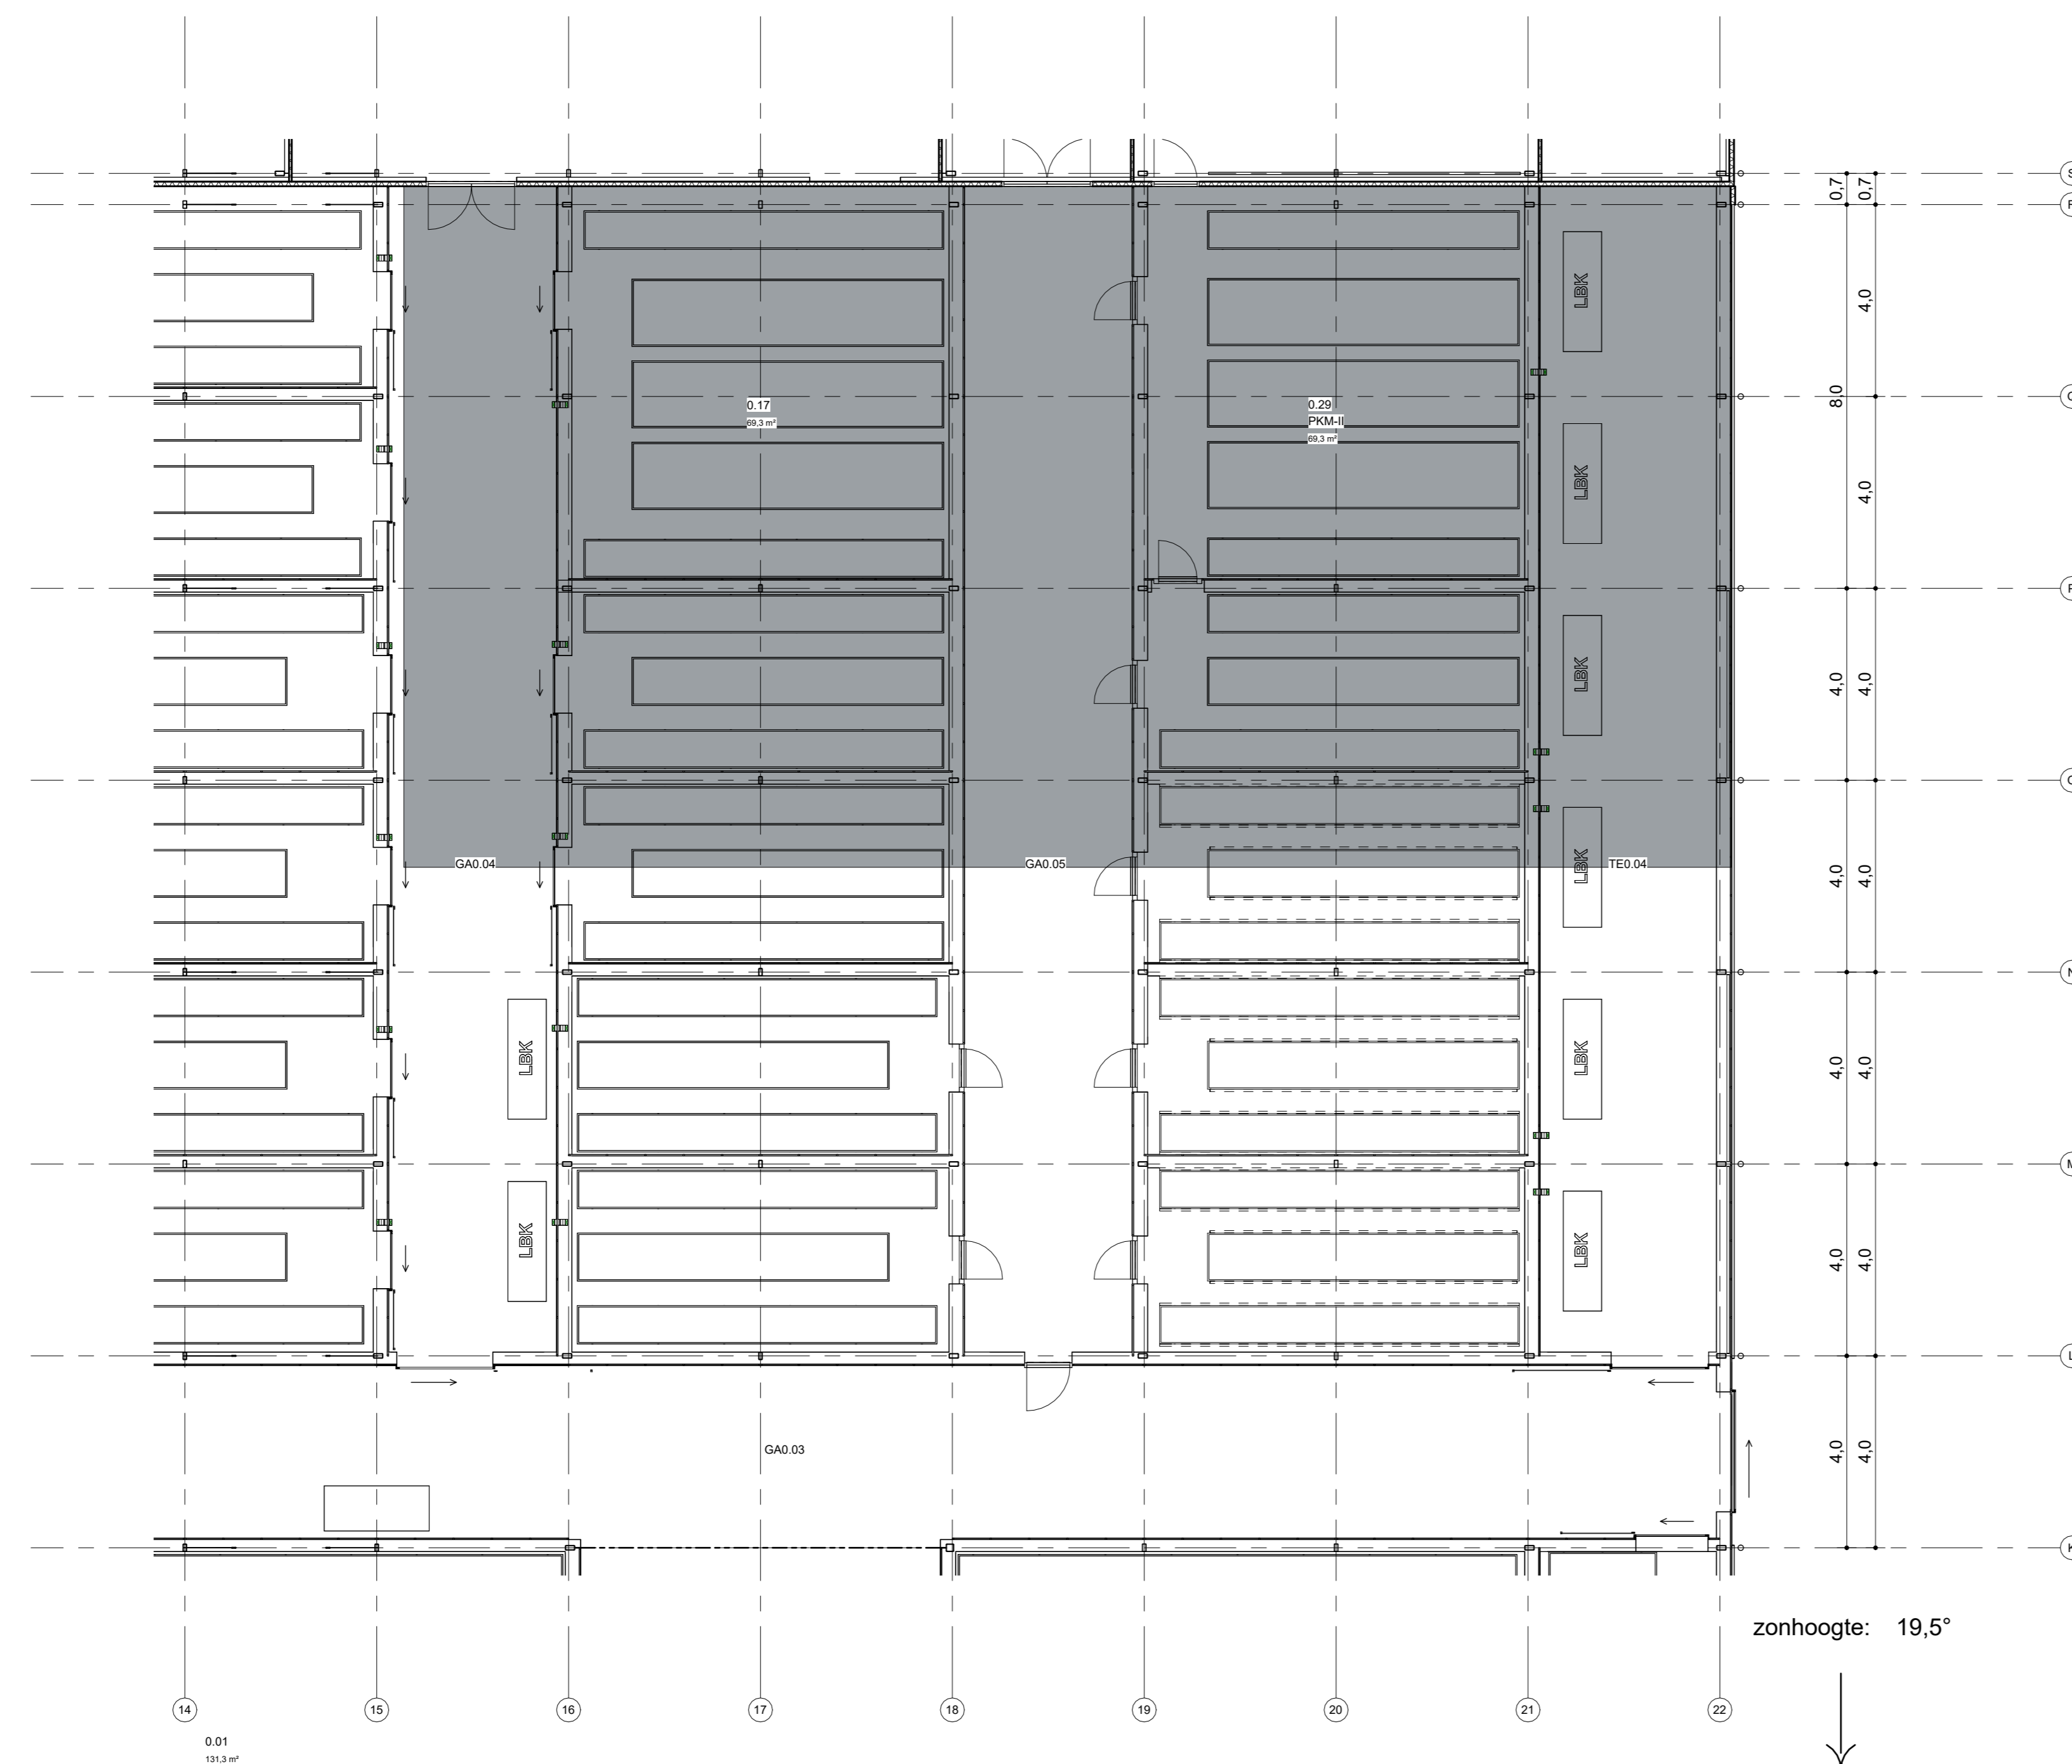 S
0,7 0,7
LBK
4,0
8,0
0.17
69,3 m²
0.29
PKM-II
69,3 m²
LBK
4,0
LBK
4,0 4,0
GA0.04
GA0.05
TE0.04
LBK
4,0 4,0
N
LBK
LBK
4,0 4,0
M
LBK
LBK
4,0 4,0
L
GA0.03
4,0 4,0
K
zonhoogte: 19,5°
14 15 16 17 18 19 20 21 22
0.01
131,3 m²